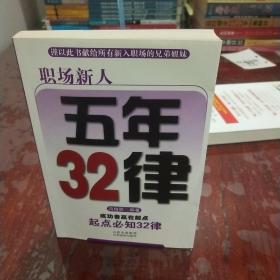 谨以此书献给所有新入职场的兄弟姐妹
职场新人
五年
32律
成功者赢在起点
起点必知32律